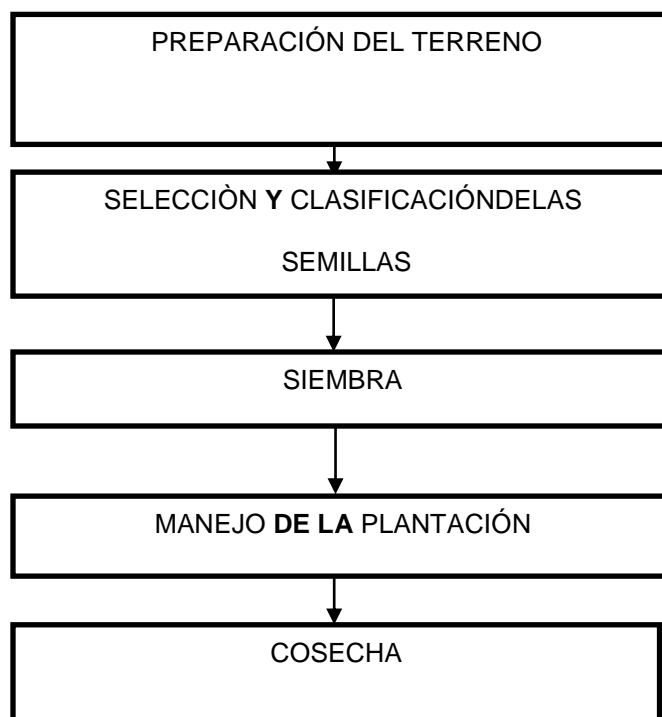 PREPARACIÓN DEL TERRENO
SELECCIÒN Y CLASIFICACIÓNDELAS
SEMILLAS
SIEMBRA
MANEJO DE LA PLANTACIÓN
COSECHA